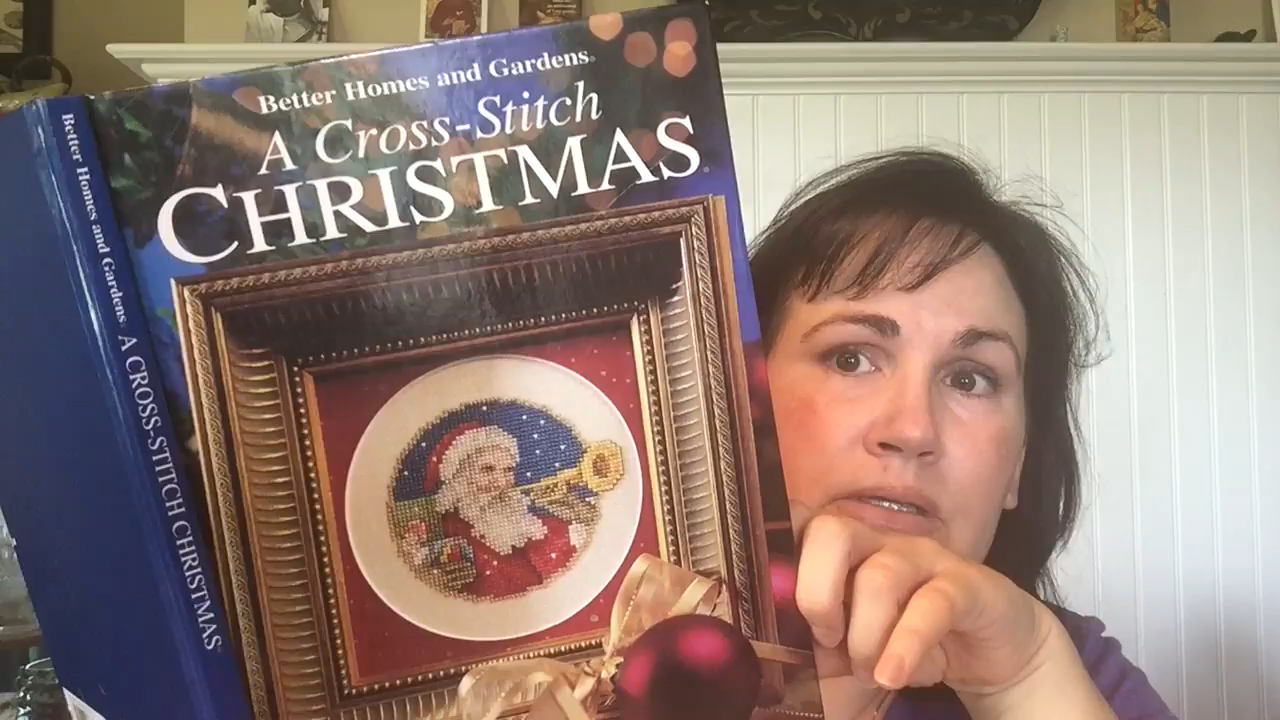 Better Homes and Gardens®
A Cross-Stitch
CHRISTMAS®
Better Homes and Gardens® A CROSS-STITCH CHRISTMAS®